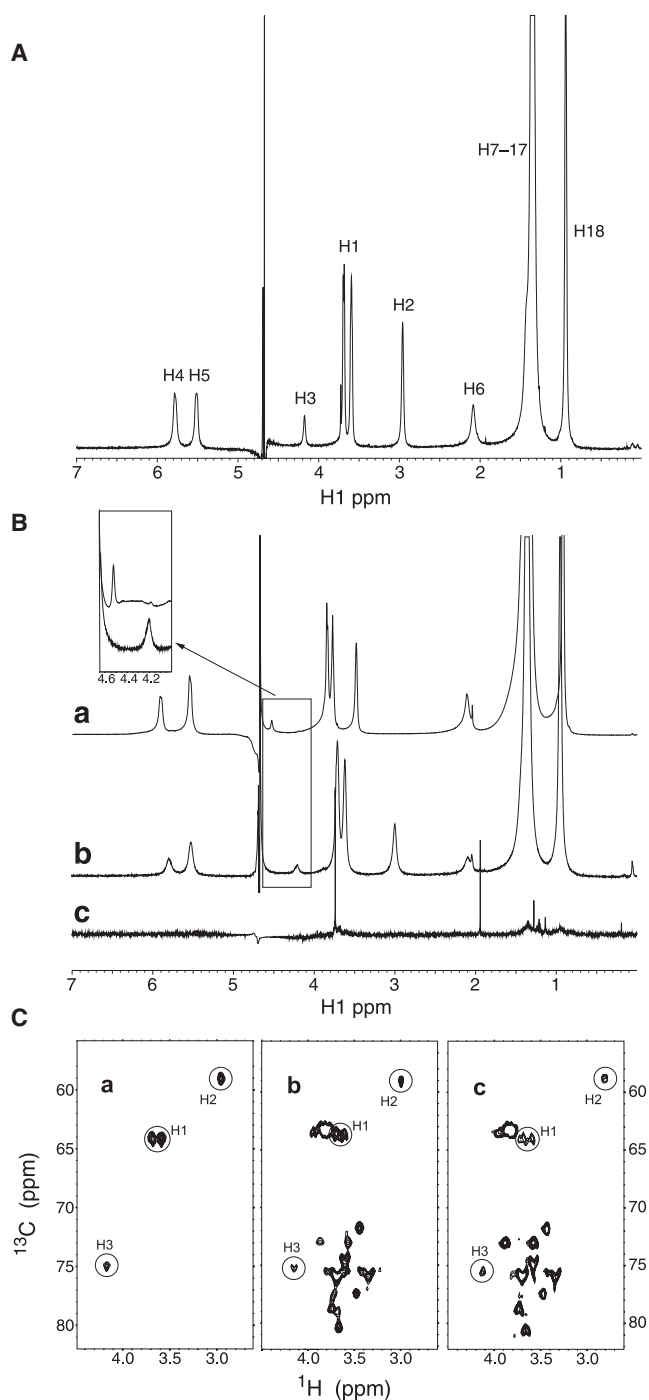 A
H7–17
H18
H1
H2
H4 H5
H3
H6
7 6 5 4 3 2 1
H1 ppm
B
4.6 4.4 4.2
a
b
c
7 6 5 4 3 2 1
H1 ppm
C
a
b
c
60
65
70
75
80
H2
H1
H3
H2
H1
H3
H2
H1
H3
60
65
70
75
80
13C (ppm)
4.0 3.5 3.0
4.0 3.5 3.0
4.0 3.5 3.0
1H (ppm)